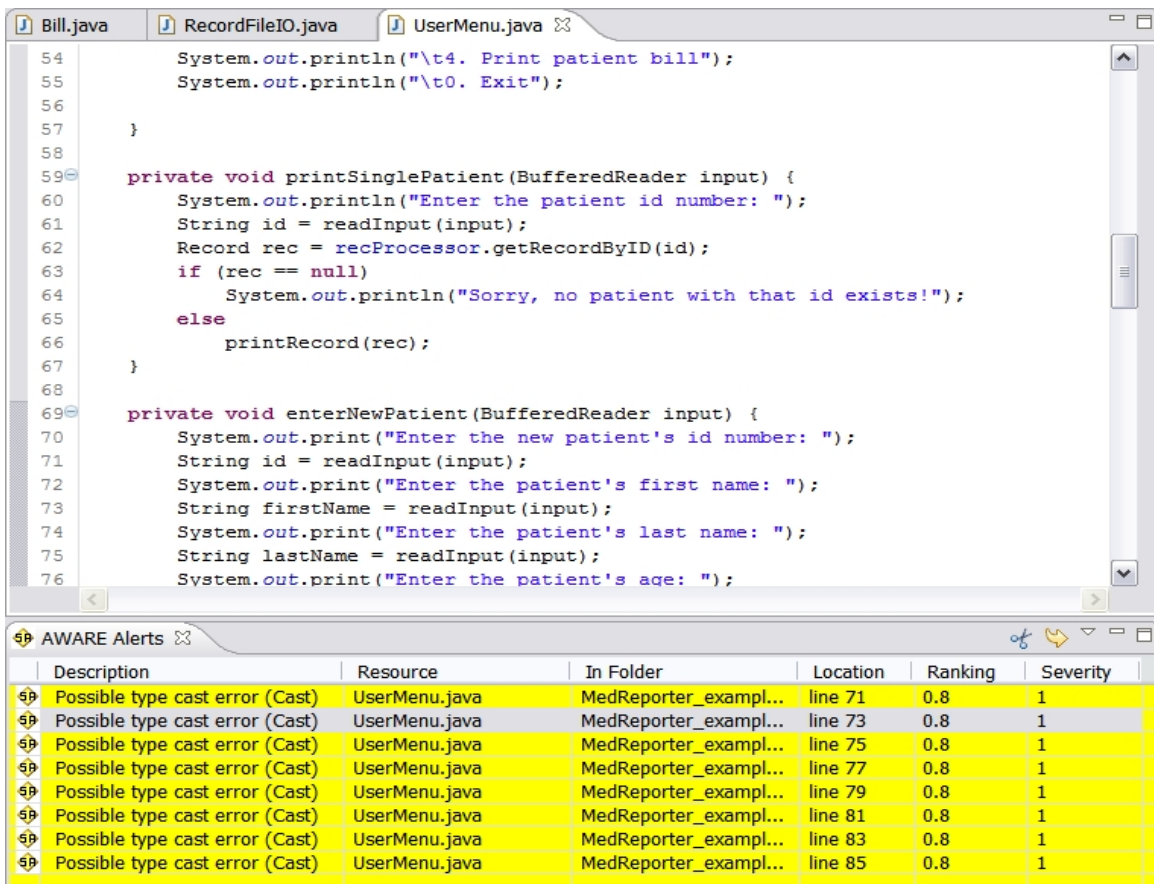 Bill.java RecordFileIO.java UserMenu.java
54 System.out.println("\t4. Print patient bill");
55 System.out.println("\t0. Exit");
56
57 }
58
59 private void printSinglePatient(BufferedReader input) {
60 System.out.println("Enter the patient id number: ");
61 String id = readInput(input);
62 Record rec = recProcessor.getRecordByID(id);
63 if (rec == null)
64 System.out.println("Sorry, no patient with that id exists!");
65 else
66 printRecord(rec);
67 }
68
69 private void enterNewPatient(BufferedReader input) {
70 System.out.print("Enter the new patient's id number: ");
71 String id = readInput(input);
72 System.out.print("Enter the patient's first name: ");
73 String firstName = readInput(input);
74 System.out.print("Enter the patient's last name: ");
75 String lastName = readInput(input);
76 System.out.print("Enter the patient's age: ");
AWARE Alerts
Description Resource In Folder Location Ranking Severity
Possible type cast error (Cast) UserMenu.java MedReporter_exampl... line 71 0.8 1
Possible type cast error (Cast) UserMenu.java MedReporter_exampl... line 73 0.8 1
Possible type cast error (Cast) UserMenu.java MedReporter_exampl... line 75 0.8 1
Possible type cast error (Cast) UserMenu.java MedReporter_exampl... line 77 0.8 1
Possible type cast error (Cast) UserMenu.java MedReporter_exampl... line 79 0.8 1
Possible type cast error (Cast) UserMenu.java MedReporter_exampl... line 81 0.8 1
Possible type cast error (Cast) UserMenu.java MedReporter_exampl... line 83 0.8 1
Possible type cast error (Cast) UserMenu.java MedReporter_exampl... line 85 0.8 1